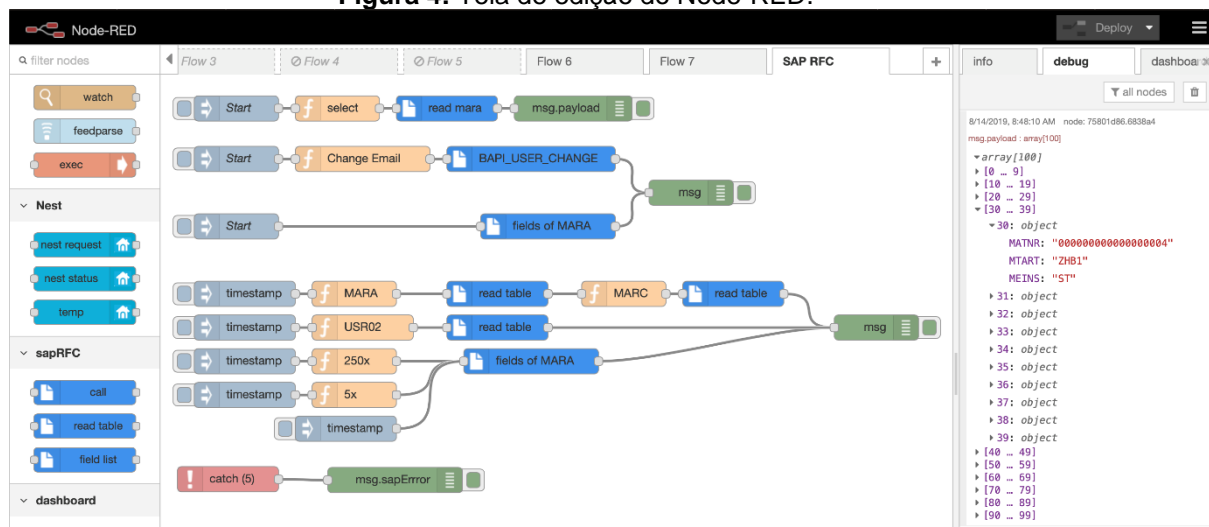 Figura 4: Tela de edição do Node-RED.
Node-RED
Deploy
filter nodes
Flow 3
Flow 4
Flow 5
Flow 6
Flow 7
SAP RFC
info
debug
dashboa
watch
feedparse
exec
Nest
nest request
nest status
temp
sapRFC
call
read table
field list
dashboard
Start
select
read mara
msg.payload
Start
Change Email
BAPI_USER_CHANGE
msg
Start
fields of MARA
timestamp
MARA
read table
MARC
read table
timestamp
USR02
read table
msg
timestamp
250x
fields of MARA
timestamp
5x
timestamp
catch (5)
msg.sapErrror
all nodes
8/14/2019, 8:48:10 AM node: 75801d86.6838a4
msg.payload : array[100]
array[100]
[0 … 9]
[10 … 19]
[20 … 29]
[30 … 39]
30: object
MATNR: "000000000000000004"
MTART: "ZHB1"
MEINS: "ST"
31: object
32: object
33: object
34: object
35: object
36: object
37: object
38: object
39: object
[40 … 49]
[50 … 59]
[60 … 69]
[70 … 79]
[80 … 89]
[90 … 99]